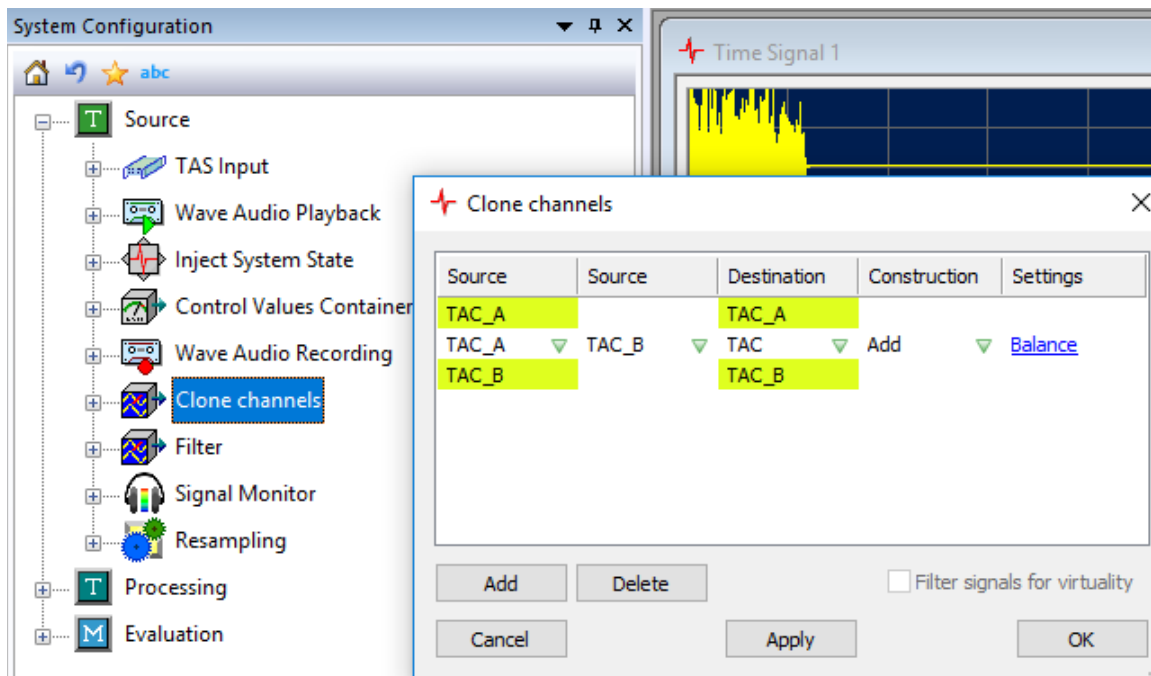 System Configuration
abc
T Source
TAS Input
Wave Audio Playback
Inject System State
Control Values Container
Wave Audio Recording
Clone channels
Filter
Signal Monitor
Resampling
T Processing
M Evaluation
Time Signal 1
Clone channels
Source Source Destination Construction Settings
TAC_A TAC_A
TAC_A TAC_B TAC Add Balance
TAC_B TAC_B
Add Delete Filter signals for virtuality
Cancel Apply OK